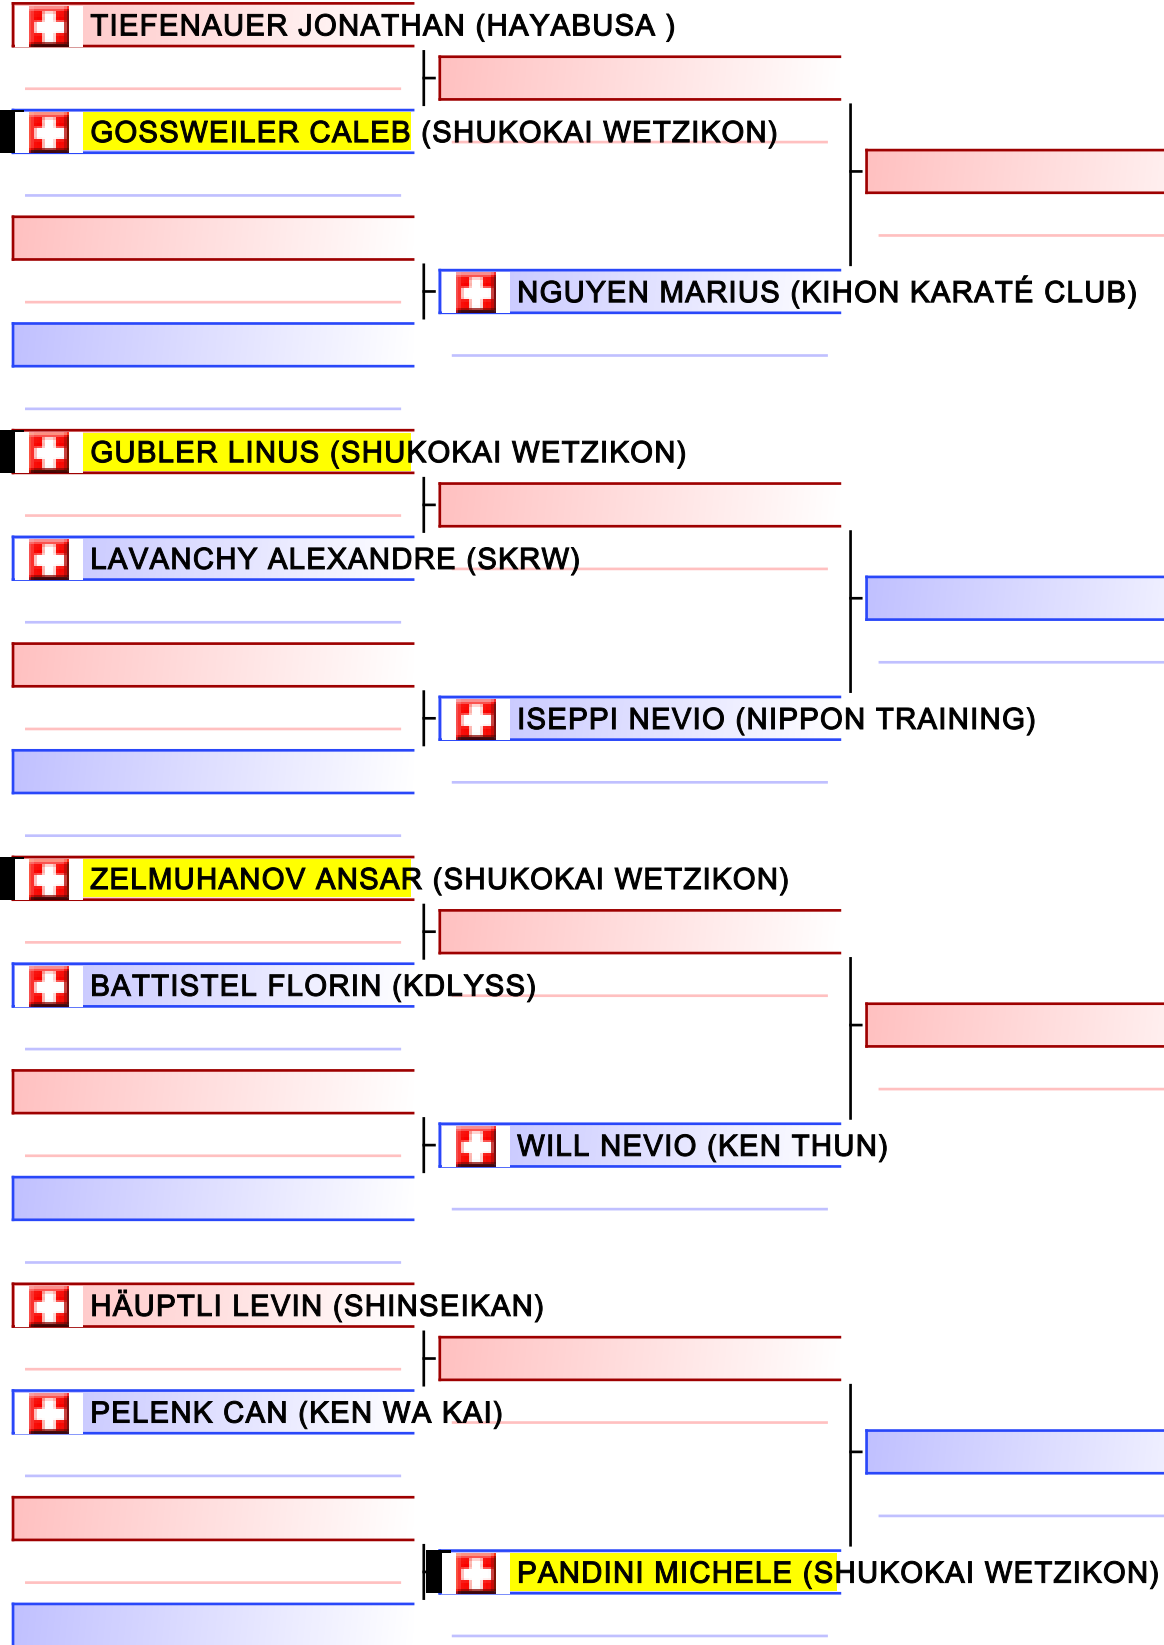 TIEFENAUER JONATHAN (HAYABUSA )
GOSSWEILER CALEB (SHUKOKAI WETZIKON)
NGUYEN MARIUS (KIHON KARATÉ CLUB)
GUBLER LINUS (SHUKOKAI WETZIKON)
LAVANCHY ALEXANDRE (SKRW)
ISEPPI NEVIO (NIPPON TRAINING)
ZELMUHANOV ANSAR (SHUKOKAI WETZIKON)
BATTISTEL FLORIN (KDLYSS)
WILL NEVIO (KEN THUN)
HÄUPTLI LEVIN (SHINSEIKAN)
PELENK CAN (KEN WA KAI)
PANDINI MICHELE (SHUKOKAI WETZIKON)